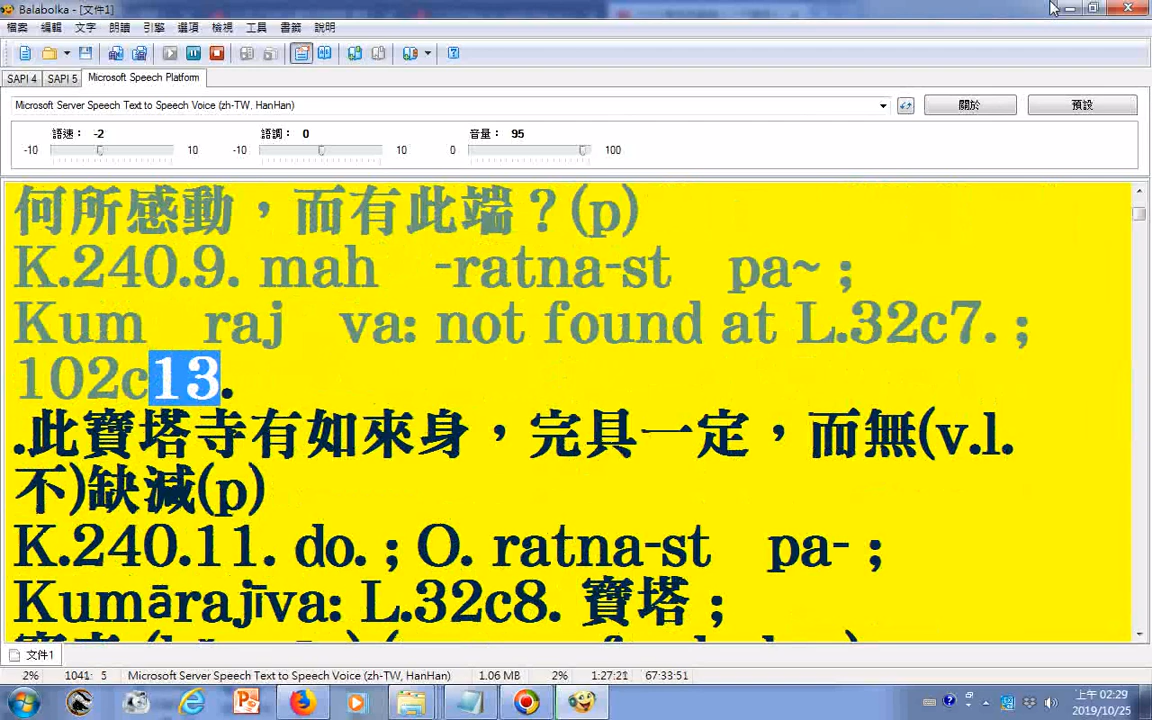 Balabolka - [文件1]
檔案 編輯 文字 朗讀 引擎 選項 檢視 工具 書籤 說明
SAPI 4 SAPI 5 Microsoft Speech Platform
Microsoft Server Speech Text to Speech Voice (zh-TW, HanHan) 關於 預設
語速： -2 語調： 0 音量： 95
-10 10 -10 10 0 100
何所感動，而有此端？(p)
K.240.9. mah -ratna-st pa~ ;
Kum raj va: not found at L.32c7. ;
102c13.
.此寶塔寺有如來身，完具一定，而無(v.l.
不)缺減(p)
K.240.11. do. ; O. ratna-st pa- ;
Kumārajīva: L.32c8. 寶塔 ;
文件1
2% 1041: 5 Microsoft Server Speech Text to Speech Voice (zh-TW, HanHan) 1.06 MB 2% 1:27:21 67:33:51
上午 02:29
2019/10/25